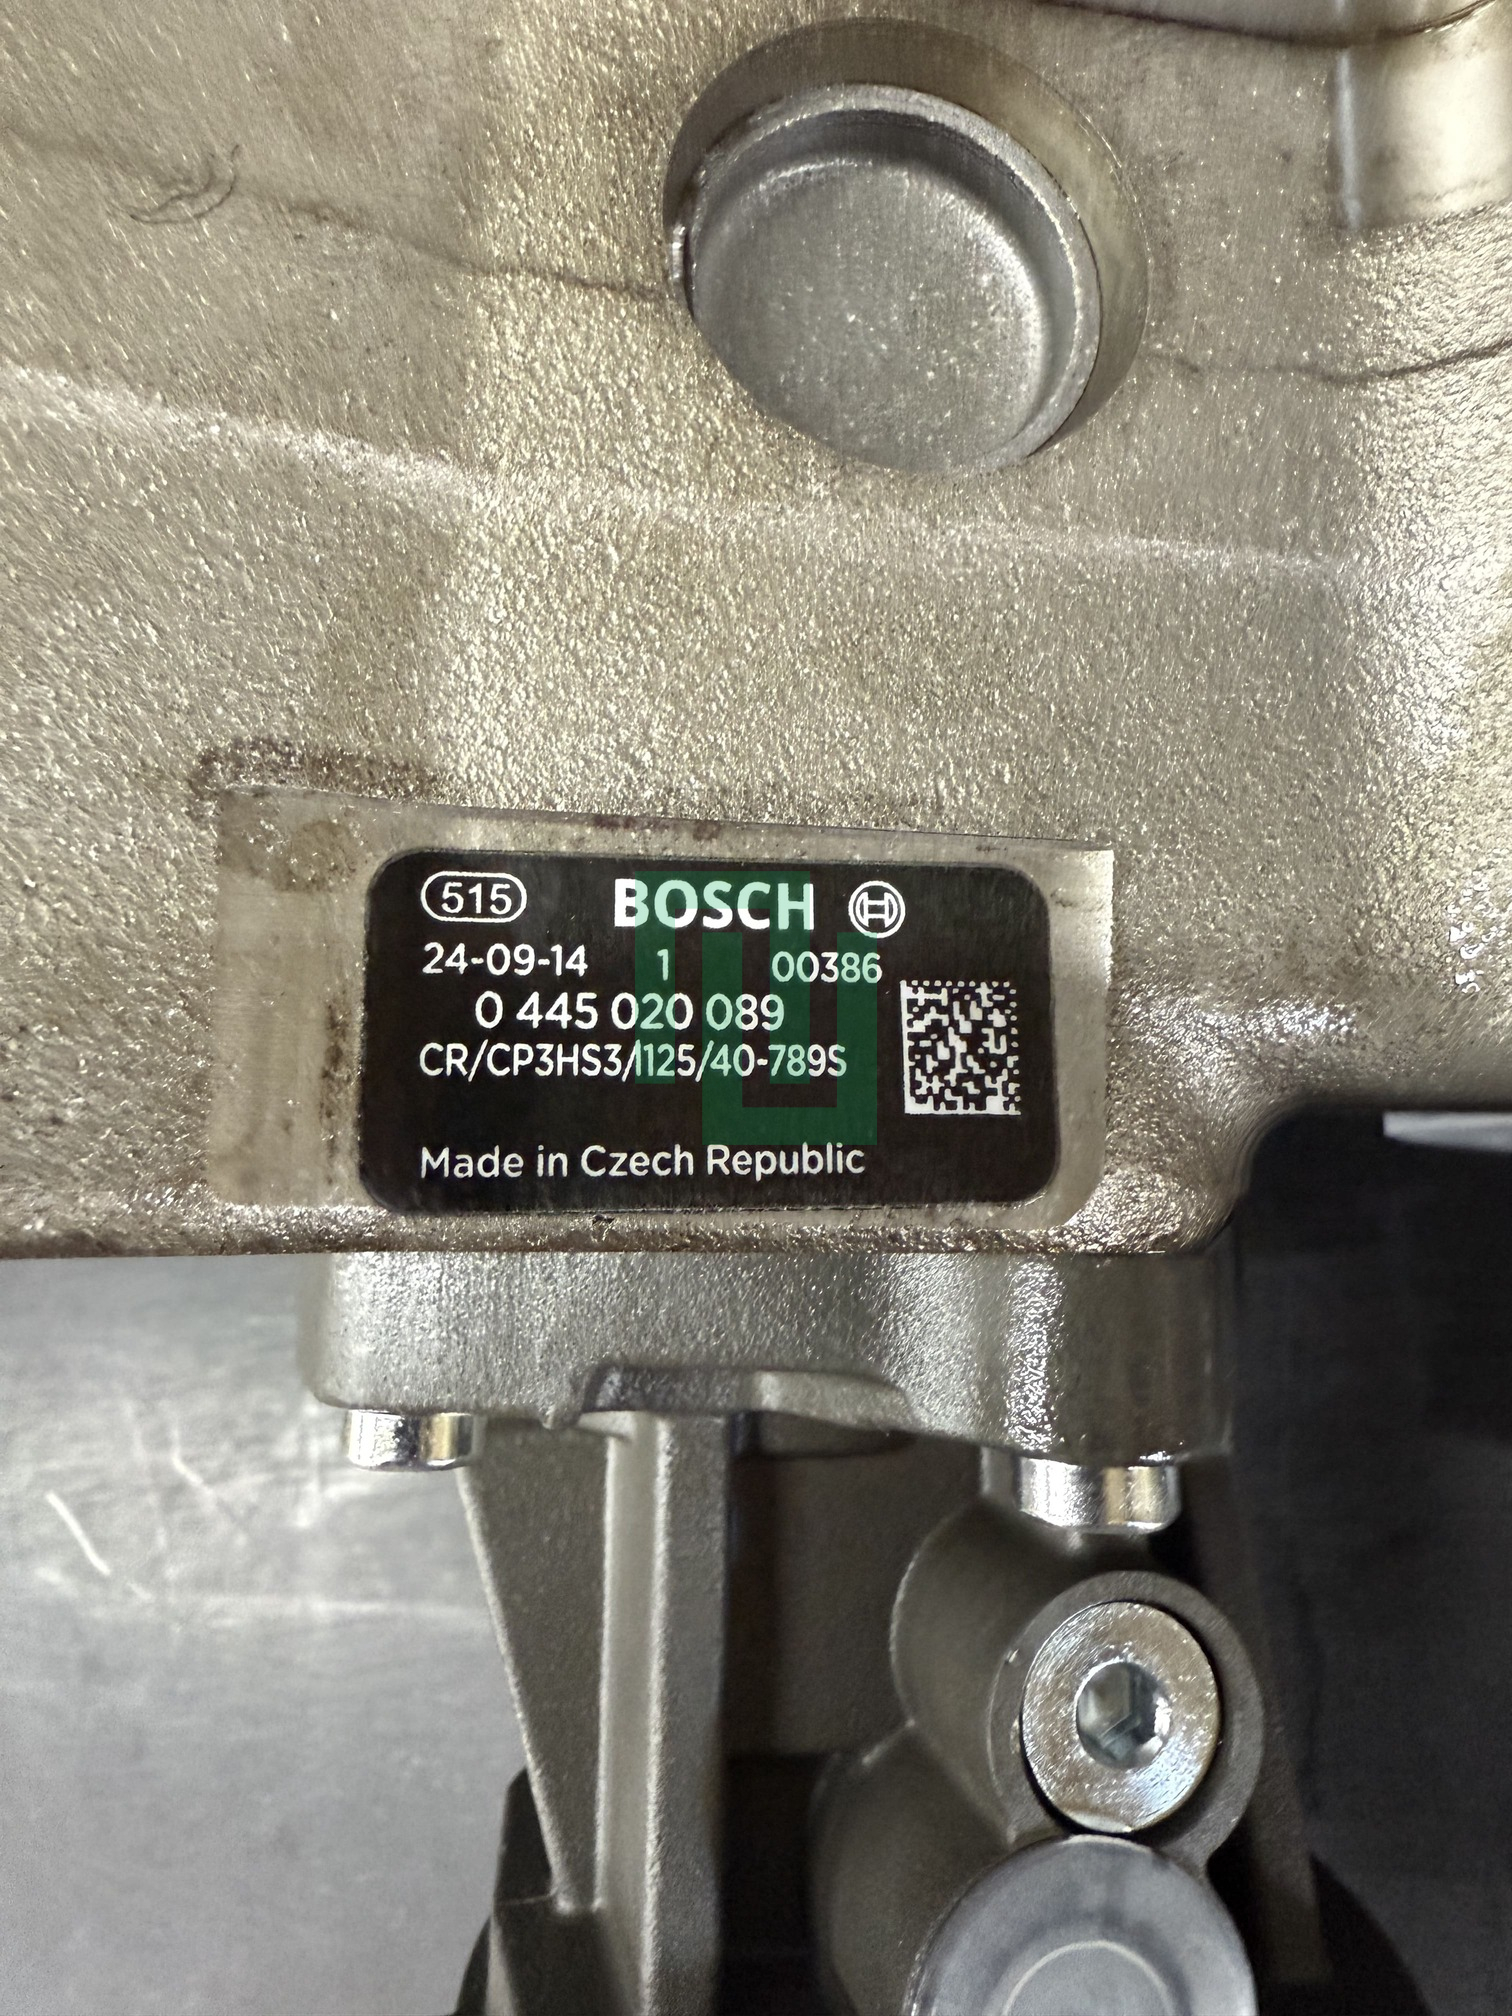 515 BOSCH
24-09-14 1 00386
0 445 020 089
CR/CP3HS3/I125/40-789S
Made in Czech Republic